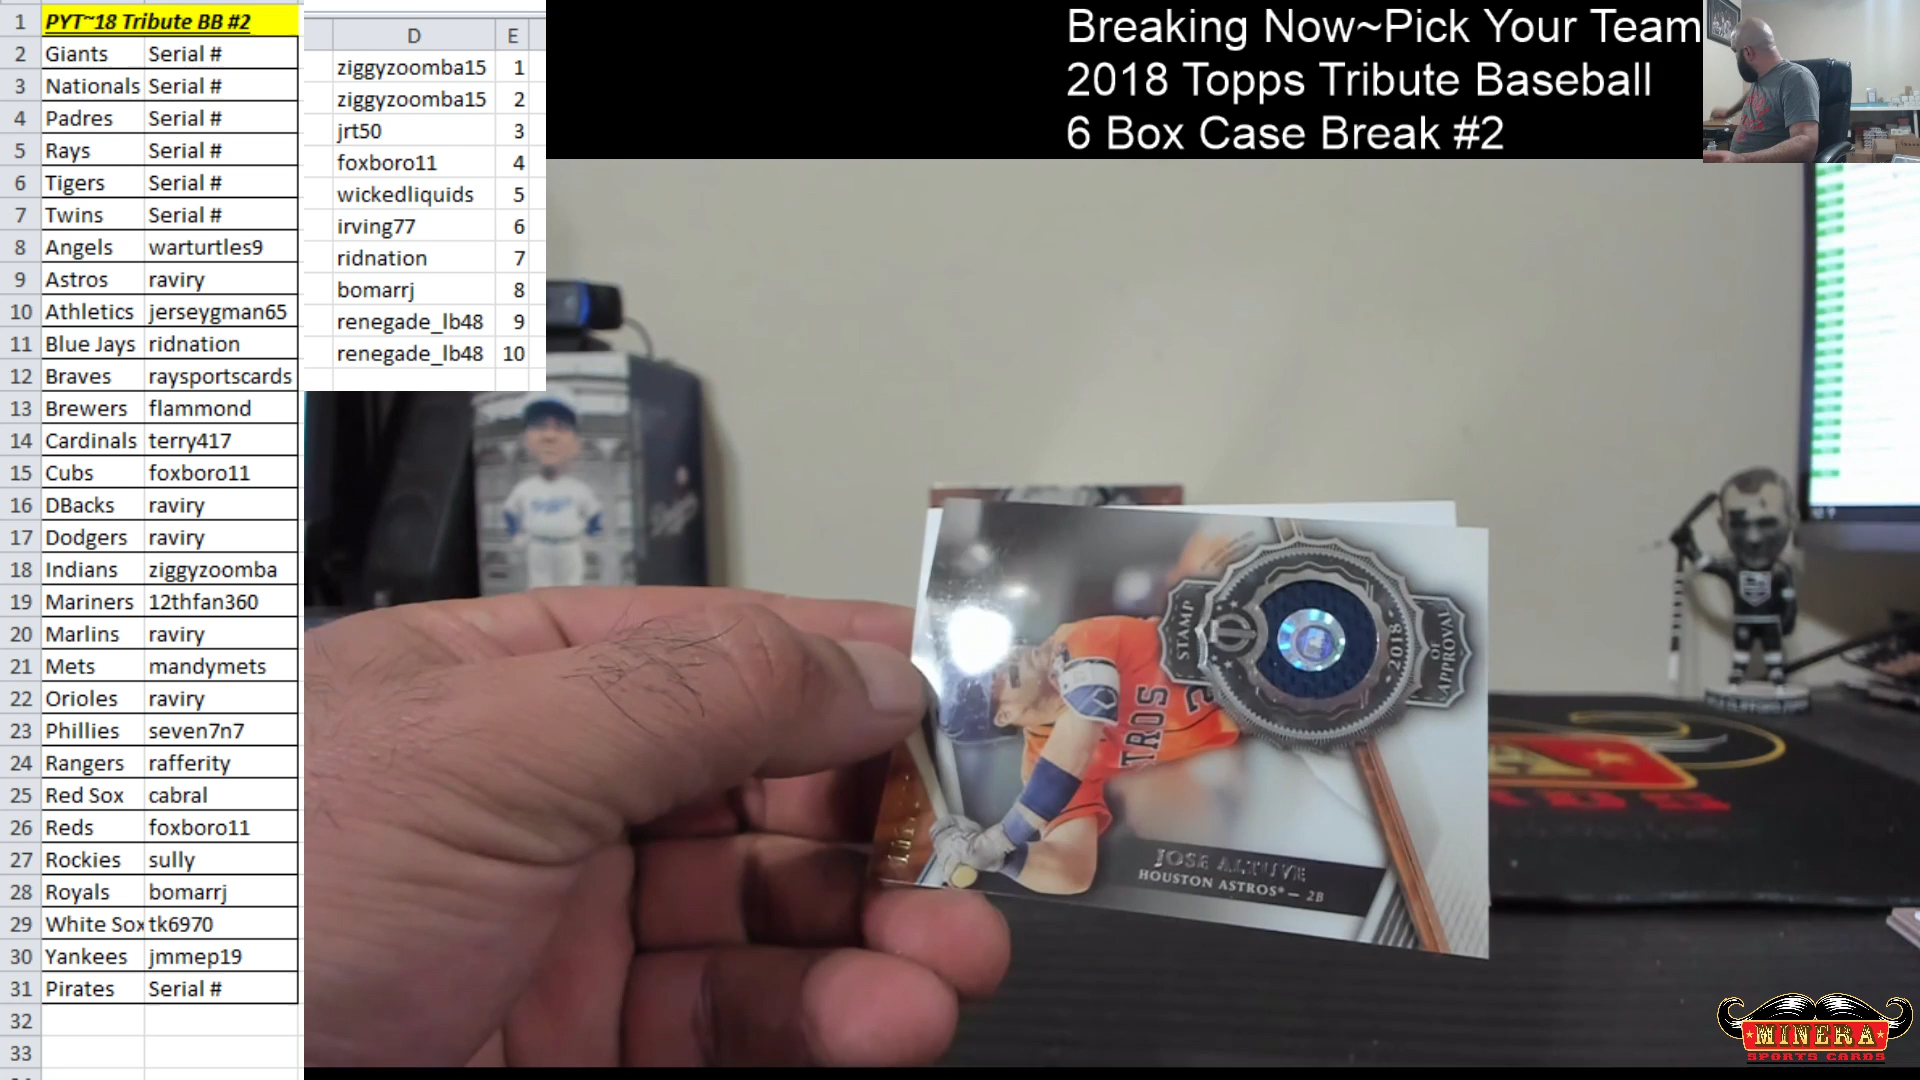 1 PYT~18 Tribute BB #2
2 Giants Serial #
3 Nationals Serial #
4 Padres Serial #
5 Rays Serial #
6 Tigers Serial #
7 Twins Serial #
8 Angels warturtles9
9 Astros raviry
10 Athletics jerseygman65
11 Blue Jays ridnation
12 Braves raysportscards
13 Brewers flammond
14 Cardinals terry417
15 Cubs foxboro11
16 DBacks raviry
17 Dodgers raviry
18 Indians ziggyzoomba
19 Mariners 12thfan360
20 Marlins raviry
21 Mets mandymets
22 Orioles raviry
23 Phillies seven7n7
24 Rangers rafferity
25 Red Sox cabral
26 Reds foxboro11
27 Rockies sully
28 Royals bomarrj
29 White Sox tk6970
30 Yankees jmmep19
31 Pirates Serial #
32
33
D E
ziggyzoomba15 1
ziggyzoomba15 2
jrt50 3
foxboro11 4
wickedliquids 5
irving77 6
ridnation 7
bomarrj 8
renegade_lb48 9
renegade_lb48 10
Breaking Now~Pick Your Team
2018 Topps Tribute Baseball
6 Box Case Break #2
STAMP
2018
OF APPROVAL
TROS
JOSE ALTUVE
HOUSTON ASTROS — 2B
MINERA
SPORTS CARDS